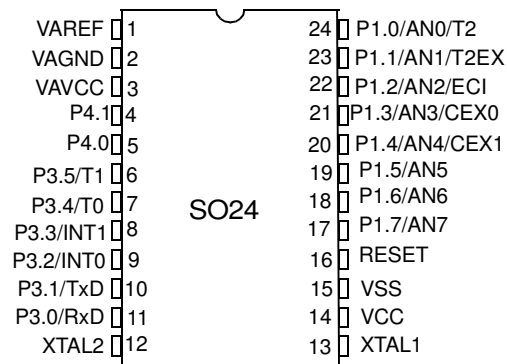 VAREF 1 24 P1.0/AN0/T2
VAGND 2 23 P1.1/AN1/T2EX
VAVCC 3 22 P1.2/AN2/ECI
P4.1 4 21 P1.3/AN3/CEX0
P4.0 5 20 P1.4/AN4/CEX1
P3.5/T1 6 19 P1.5/AN5
P3.4/T0 7 18 P1.6/AN6
SO24
P3.3/INT1 8 17 P1.7/AN7
P3.2/INT0 9 16 RESET
P3.1/TxD 10 15 VSS
P3.0/RxD 11 14 VCC
XTAL2 12 13 XTAL1